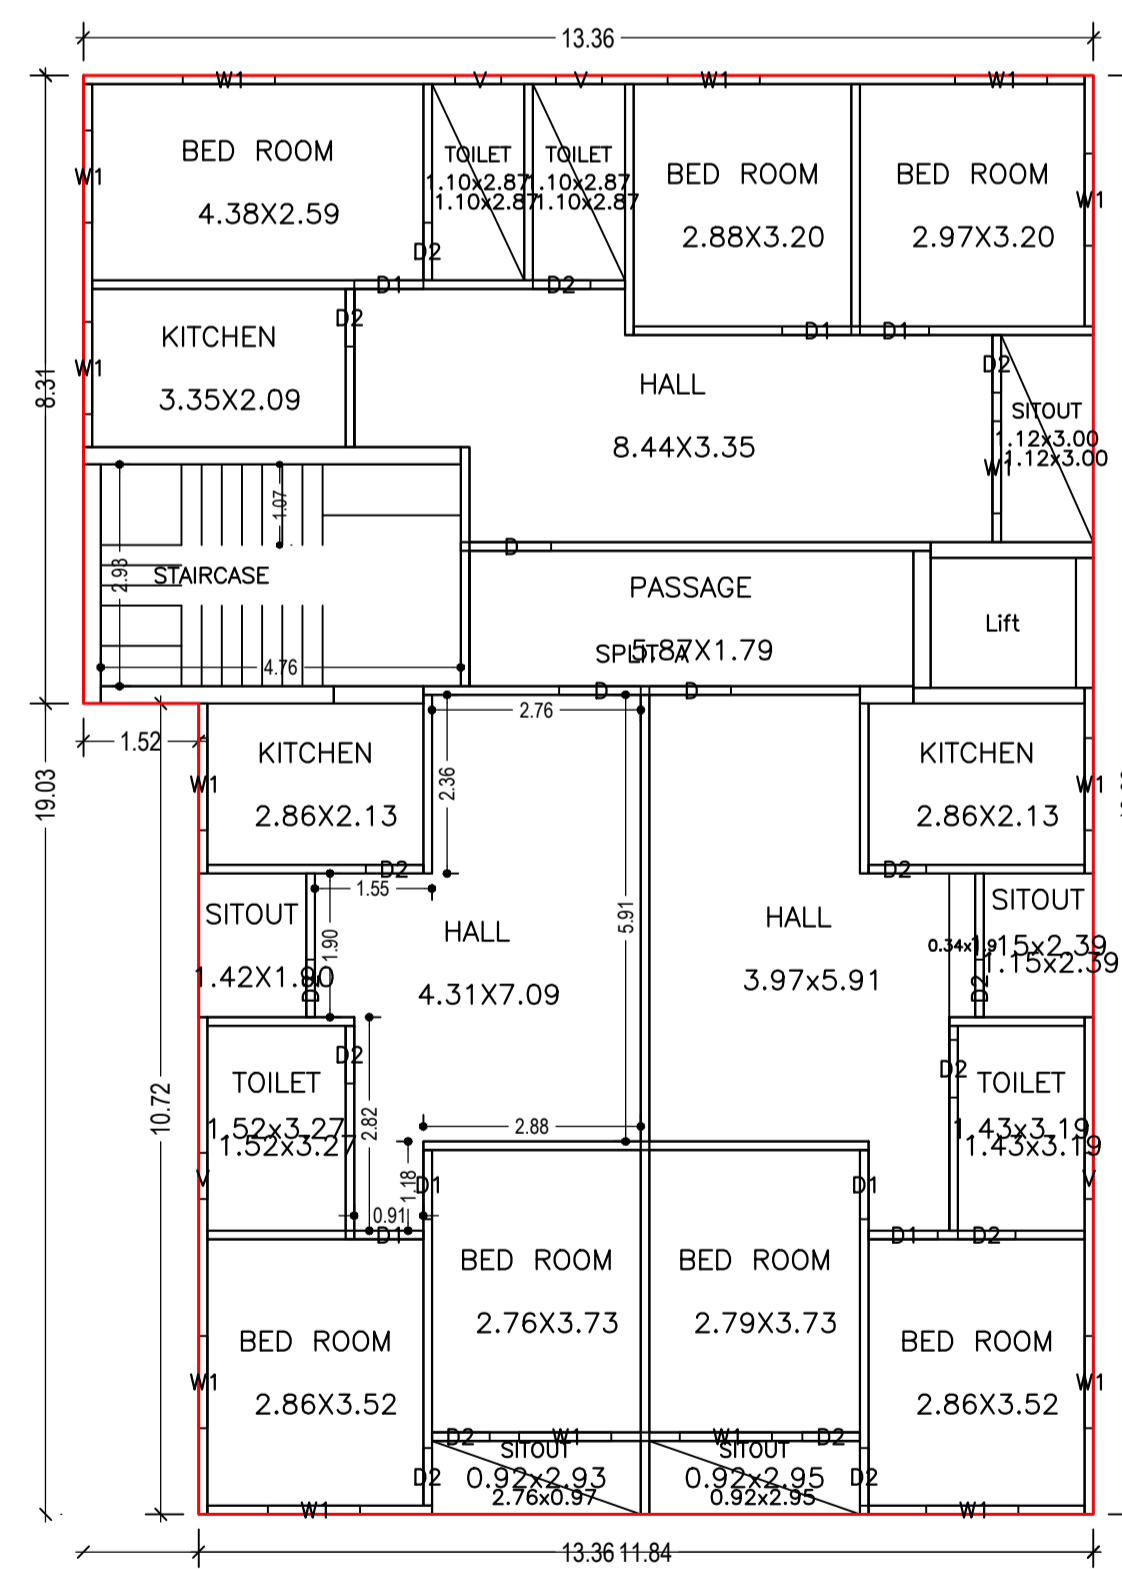 13.36
W1
V
V
W1
W1
BED ROOM
4.38X2.59
TOILET
1.10x2.87
1.10x2.87
TOILET
1.10x2.87
1.10x2.87
BED ROOM
2.88X3.20
BED ROOM
2.97X3.20
W1
W1
D2
D1
D2
D2
D1
D1
KITCHEN
3.35X2.09
W1
8.31
HALL
8.44X3.35
D2
SITOUT
1.12x3.00
1.12x3.00
W1
1.07
2.93
STAIRCASE
4.76
D
PASSAGE
5.87X1.79
SPLIT A
Lift
D
D
2.76
1.52
19.03
KITCHEN
2.86X2.13
W1
2.36
KITCHEN
2.86X2.13
W1
D2
D2
1.55
SITOUT
1.42X1.90
1.90
HALL
4.31X7.09
5.91
HALL
3.97x5.91
0.34x1.9
SITOUT
1.15x2.39
1.15x2.39
D2
D2
D2
TOILET
1.52x3.27
1.52x3.27
2.82
10.72
2.88
TOILET
1.43x3.19
1.43x3.19
V
V
1.18
D1
D1
0.91
D1
D1
D2
BED ROOM
2.76X3.73
BED ROOM
2.79X3.73
BED ROOM
2.86X3.52
BED ROOM
2.86X3.52
W1
W1
D2
W1
W1
D2
SITOUT
0.92x2.93
2.76x0.97
SITOUT
0.92x2.95
0.92x2.95
D2
D2
W1
W1
13.36
11.84